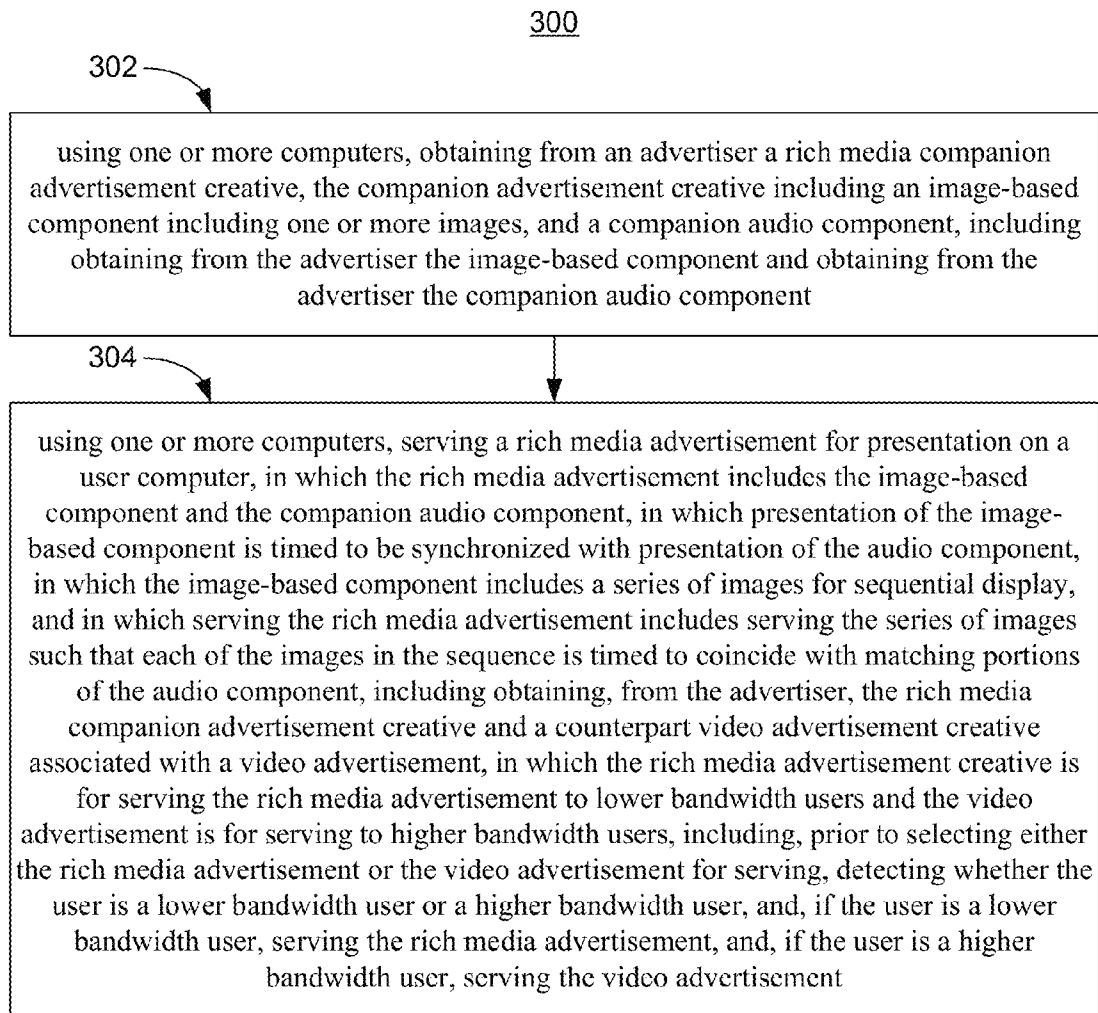 300
302
using one or more computers, obtaining from an advertiser a rich media companion
advertisement creative, the companion advertisement creative including an image-based
component including one or more images, and a companion audio component, including
obtaining from the advertiser the image-based component and obtaining from the
advertiser the companion audio component
304
using one or more computers, serving a rich media advertisement for presentation on a
user computer, in which the rich media advertisement includes the image-based
component and the companion audio component, in which presentation of the image-
based component is timed to be synchronized with presentation of the audio component,
in which the image-based component includes a series of images for sequential display,
and in which serving the rich media advertisement includes serving the series of images
such that each of the images in the sequence is timed to coincide with matching portions
of the audio component, including obtaining, from the advertiser, the rich media
companion advertisement creative and a counterpart video advertisement creative
associated with a video advertisement, in which the rich media advertisement creative is
for serving the rich media advertisement to lower bandwidth users and the video
advertisement is for serving to higher bandwidth users, including, prior to selecting either
the rich media advertisement or the video advertisement for serving, detecting whether the
user is a lower bandwidth user or a higher bandwidth user, and, if the user is a lower
bandwidth user, serving the rich media advertisement, and, if the user is a higher
bandwidth user, serving the video advertisement